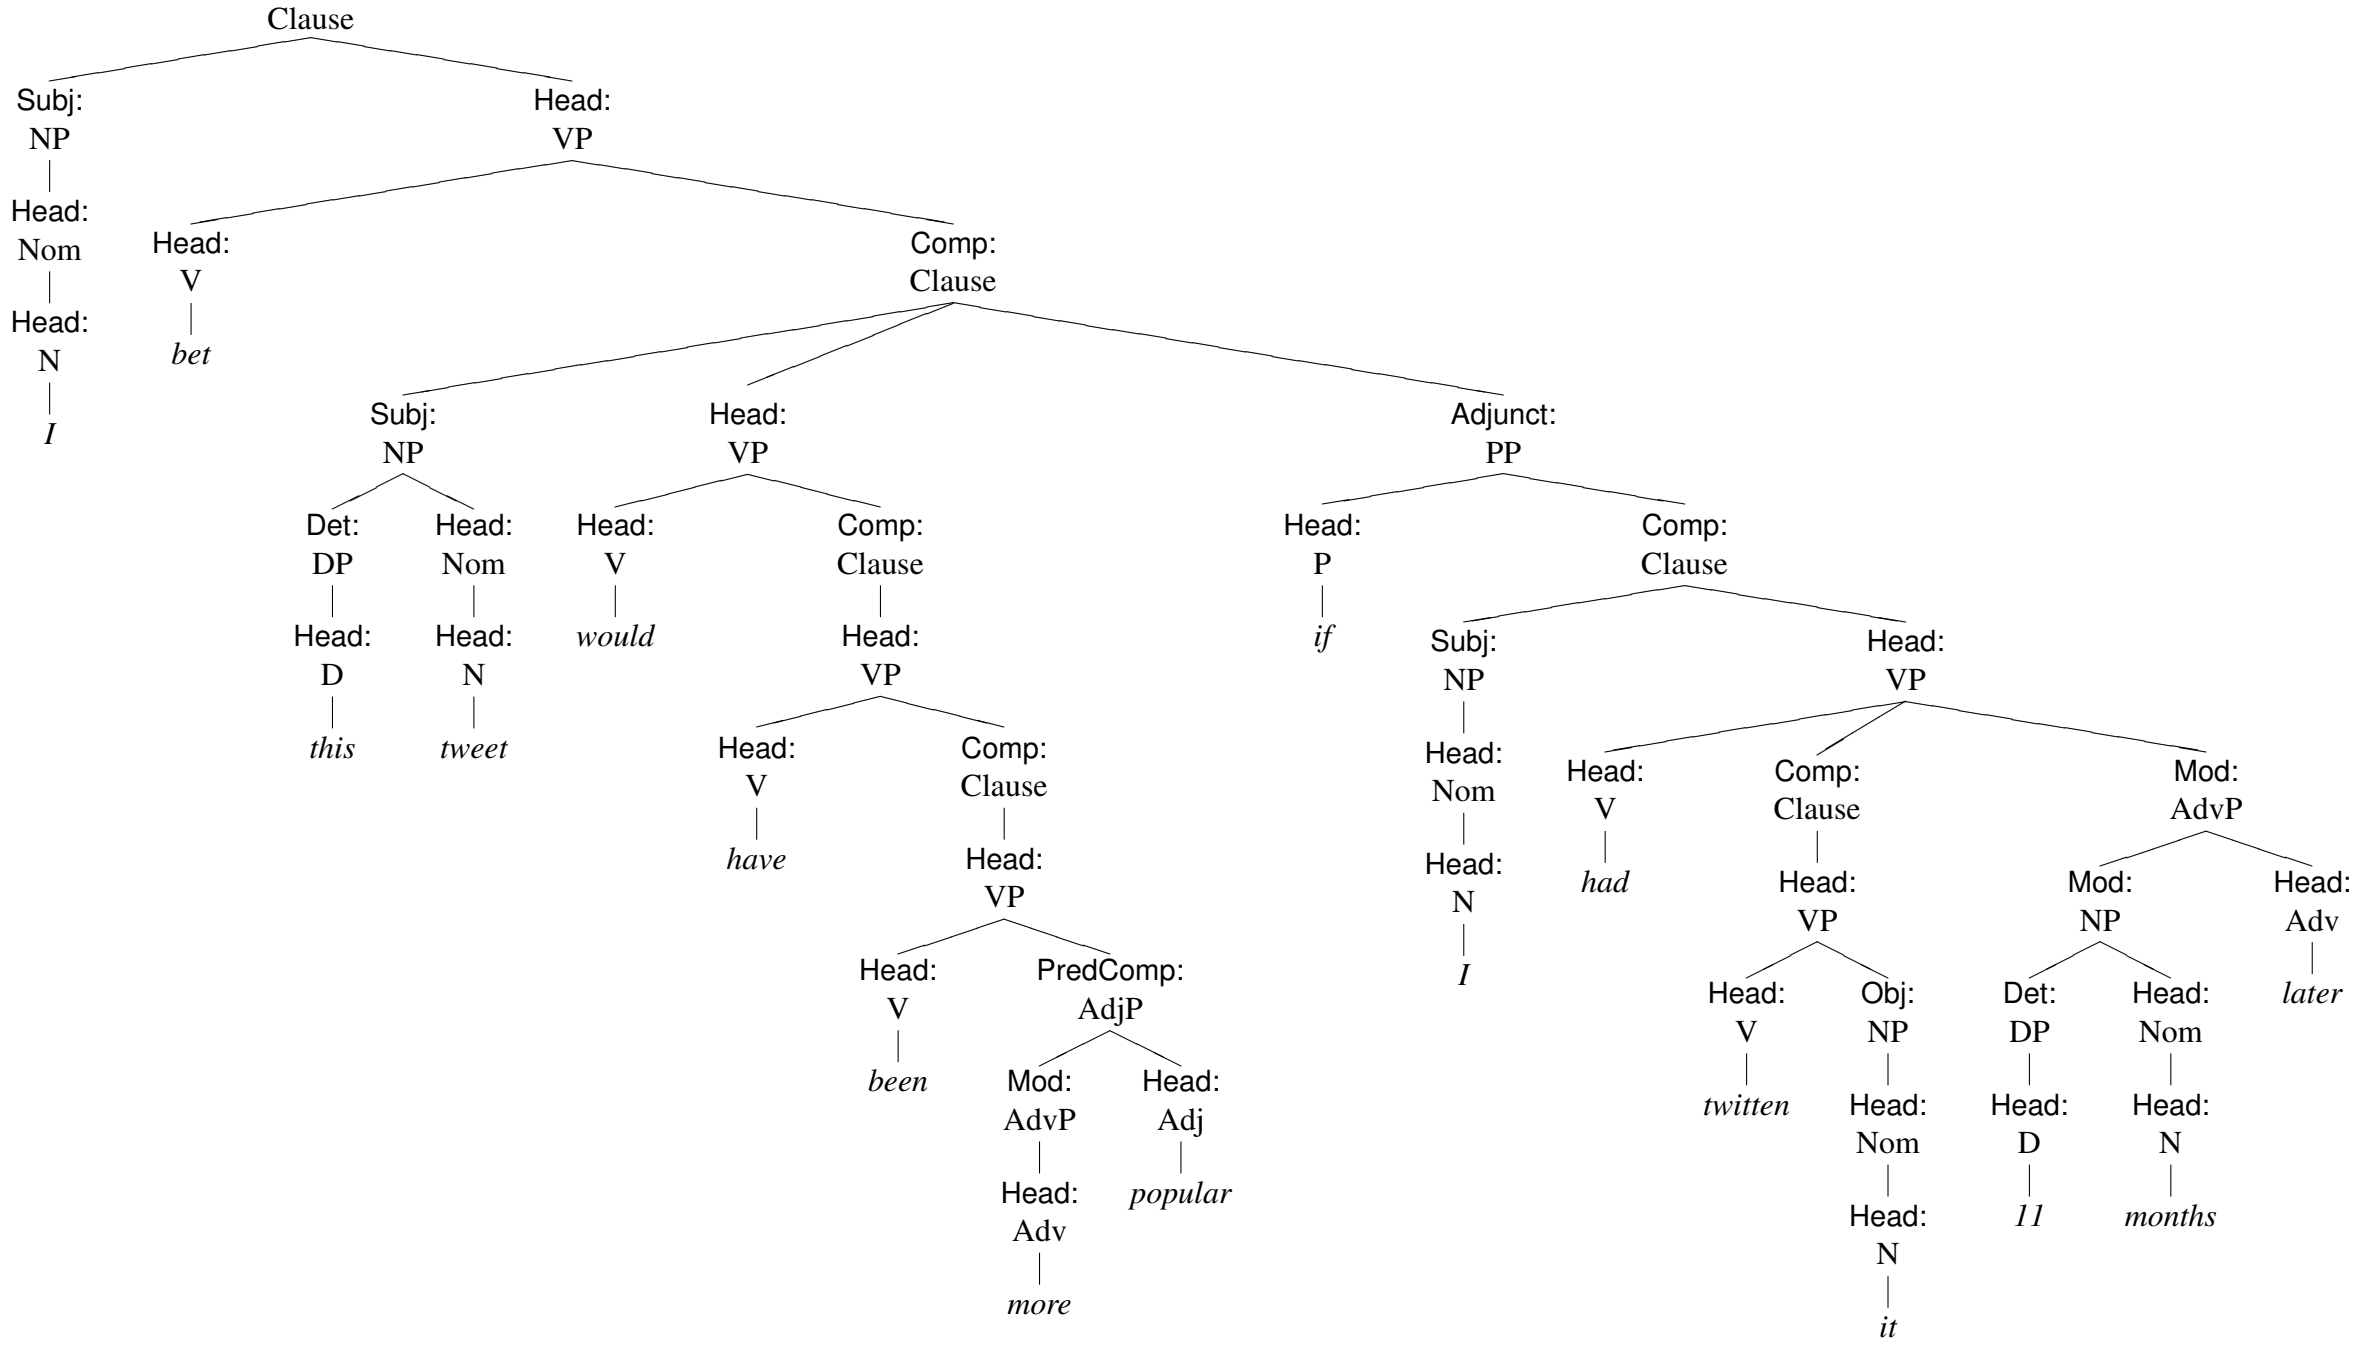 Clause
Subj: Head:
NP VP
Head: Head: Comp:
Nom V Clause
Head: bet
N
I
Subj: Head: Adjunct:
NP VP PP
Det: Head: Head: Comp: Head: Comp:
DP Nom V Clause P Clause
Head: Head: would Head: if Subj: Head:
D N VP NP VP
this tweet Head: Comp: Head: Head: Comp: Mod:
V Clause Nom V Clause AdvP
have Head: Head: had Head: Mod: Head:
VP N VP NP Adv
Head: PredComp: I Head: Obj: Det: Head: later
V AdjP V NP DP Nom
been Mod: Head: twitten Head: Head: Head:
AdvP Adj Nom D N
Head: popular Head: 11 months
Adv N
more it